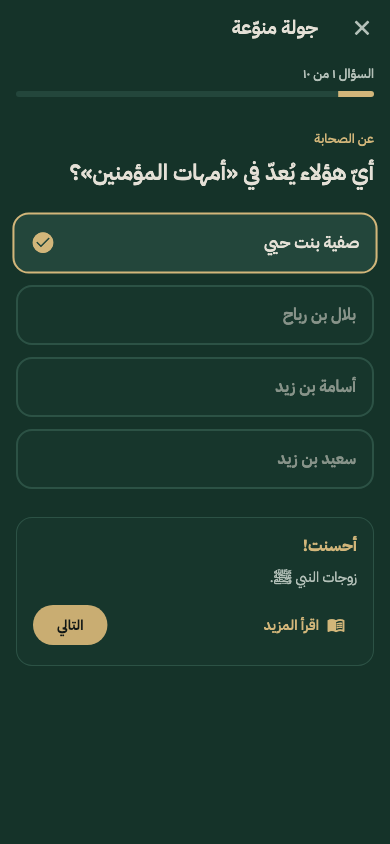 جولة منوّعة
السؤال ١ من ١٠
عن الصحابة
أيّ هؤلاء يُعدّ في «أمهات المؤمنين»؟
صفية بنت حيي
بلال بن رباح
أسامة بن زيد
سعيد بن زيد
أحسنت!
زوجات النبي ﷺ.
اقرأ المزيد
التالي